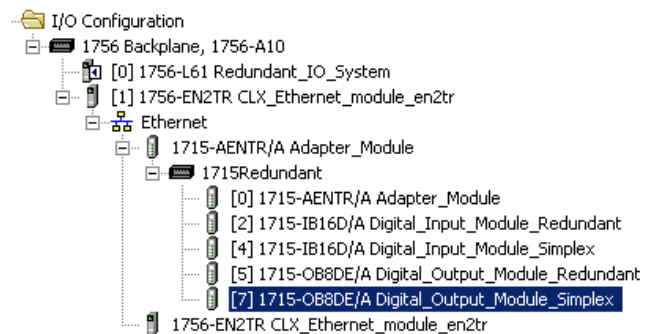 I/O Configuration
1756 Backplane, 1756-A10
[0] 1756-L61 Redundant_IO_System
[1] 1756-EN2TR CLX_Ethernet_module_en2tr
Ethernet
1715-AENTR/A Adapter_Module
1715Redundant
[0] 1715-AENTR/A Adapter_Module
[2] 1715-IB16D/A Digital_Input_Module_Redundant
[4] 1715-IB16D/A Digital_Input_Module_Simplex
[5] 1715-OB8DE/A Digital_Output_Module_Redundant
[7] 1715-OB8DE/A Digital_Output_Module_Simplex
1756-EN2TR CLX_Ethernet_module_en2tr